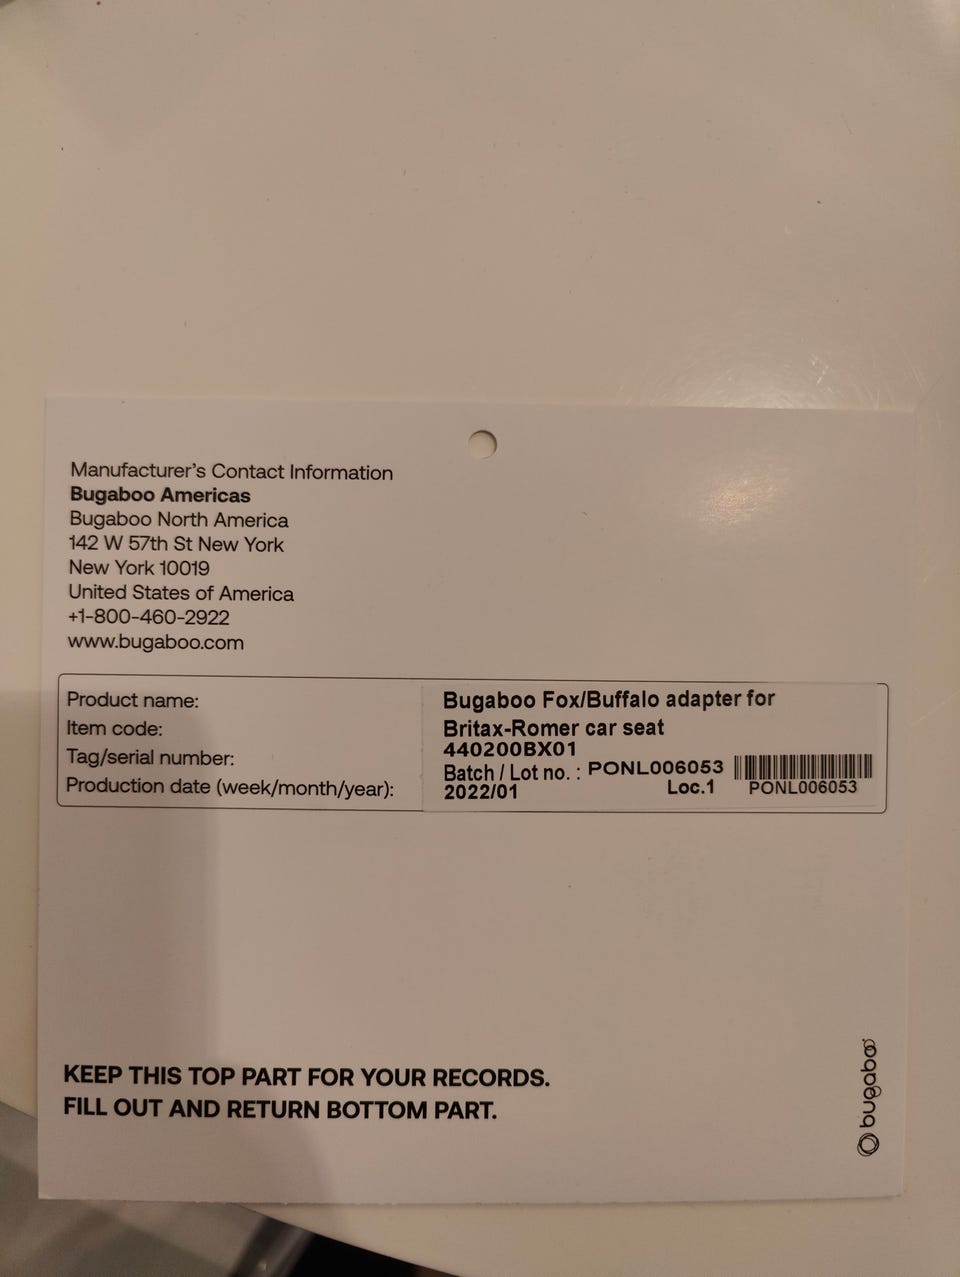 Manufacturer's Contact Information
Bugaboo Americas
Bugaboo North America
142 W 57th St New York
New York 10019
United States of America
+1-800-460-2922
www.bugaboo.com
Product name:
Item code:
Tag/serial number:
Production date (week/month/year):
Bugaboo Fox/Buffalo adapter for
Britax-Romer car seat
440200BX01
Batch / Lot no. : PONL006053
2022/01 Loc.1 PONL006053
KEEP THIS TOP PART FOR YOUR RECORDS.
FILL OUT AND RETURN BOTTOM PART.
bugaboo